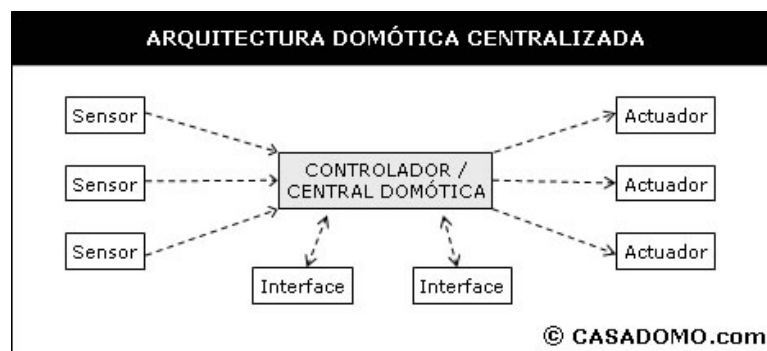 ARQUITECTURA DOMÓTICA CENTRALIZADA
Sensor
Actuador
CONTROLADOR /
CENTRAL DOMÓTICA
Sensor
Actuador
Sensor
Actuador
Interface
Interface
© CASADOMO.com